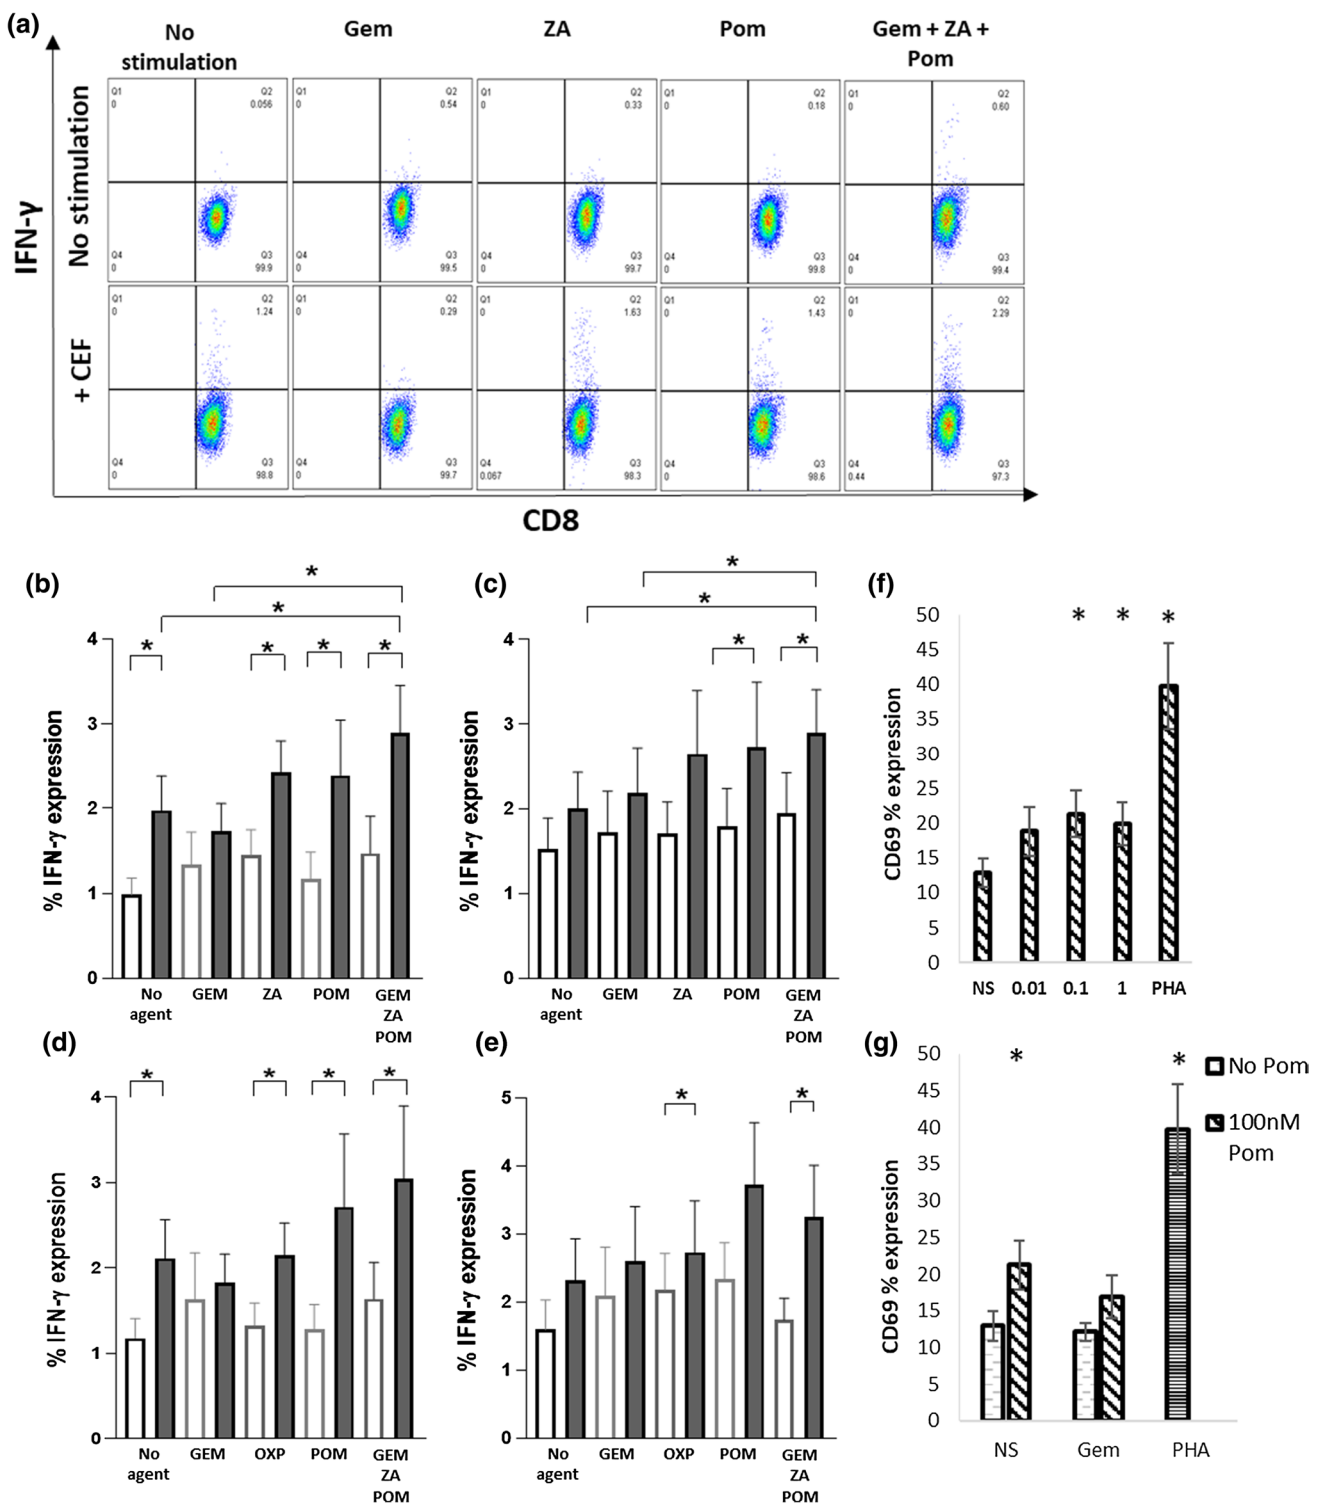 (a)
No
stimulation
Gem
ZA
Pom
Gem + ZA +
Pom
IFN-γ
No stimulation
Q1
0
Q2
0.056
Q4
0
Q3
99.9
Q1
0
Q2
0.54
Q4
0
Q3
99.5
Q1
0
Q2
0.33
Q4
0
Q3
99.7
Q1
0
Q2
0.18
Q4
0
Q3
99.8
Q1
0
Q2
0.60
Q4
0
Q3
99.4
+ CEF
Q1
0
Q2
1.24
Q4
0
Q3
98.8
Q1
0
Q2
0.29
Q4
0
Q3
99.7
Q1
0
Q2
1.63
Q4
0.067
Q3
98.3
Q1
0
Q2
1.43
Q4
0
Q3
98.6
Q1
0
Q2
2.29
Q4
0.44
Q3
97.3
CD8
(b)
*
*
* * * *
% IFN-γ expression
4
3
2
1
0
No
agent
GEM
ZA
POM
GEM
ZA
POM
(c)
*
*
* *
% IFN-γ expression
4
3
2
1
0
No
agent
GEM
ZA
POM
GEM
ZA
POM
(f)
* * *
CD69 % expression
50
45
40
35
30
25
20
15
10
5
0
NS 0.01 0.1 1 PHA
(d)
* * * *
% IFN-γ expression
4
3
2
1
0
No
agent
GEM
OXP
POM
GEM
ZA
POM
(e)
* *
% IFN-γ expression
5
4
3
2
1
0
No
agent
GEM
OXP
POM
GEM
ZA
POM
(g)
* *
CD69 % expression
50
45
40
35
30
25
20
15
10
5
0
NS Gem PHA
No Pom
100nM
Pom